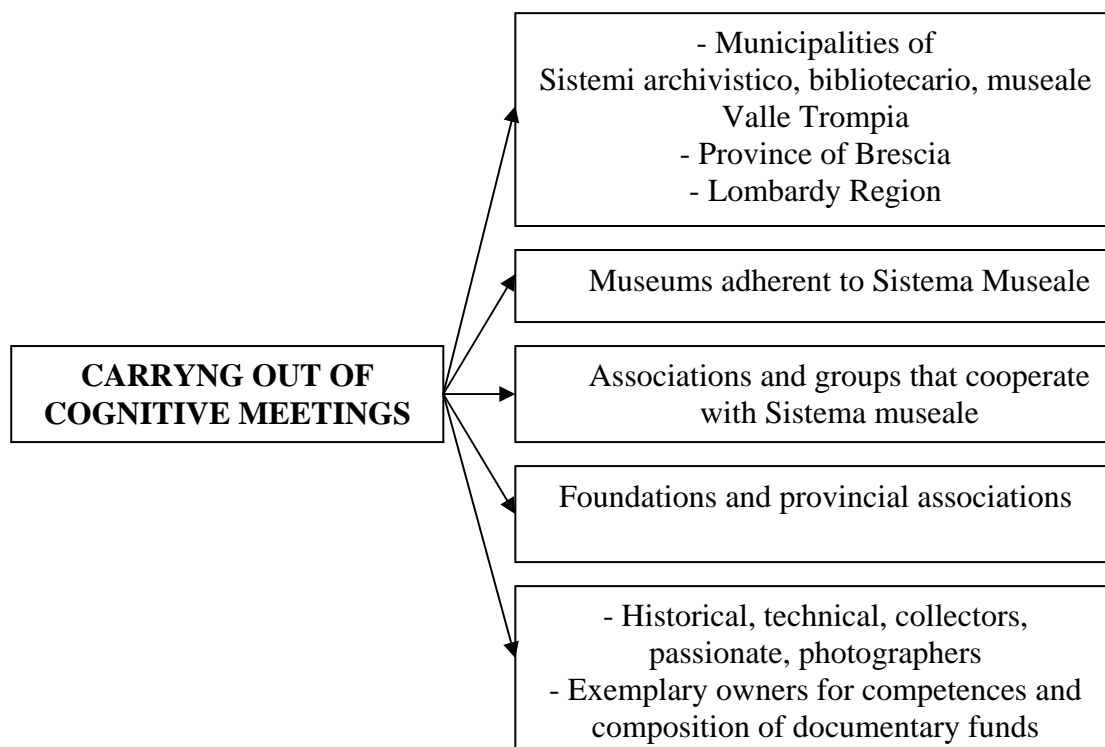 - Municipalities of
Sistemi archivistico, bibliotecario, museale
Valle Trompia
- Province of Brescia
- Lombardy Region
Museums adherent to Sistema Museale
CARRYNG OUT OF
COGNITIVE MEETINGS
Associations and groups that cooperate
with Sistema museale
Foundations and provincial associations
- Historical, technical, collectors,
passionate, photographers
- Exemplary owners for competences and
composition of documentary funds